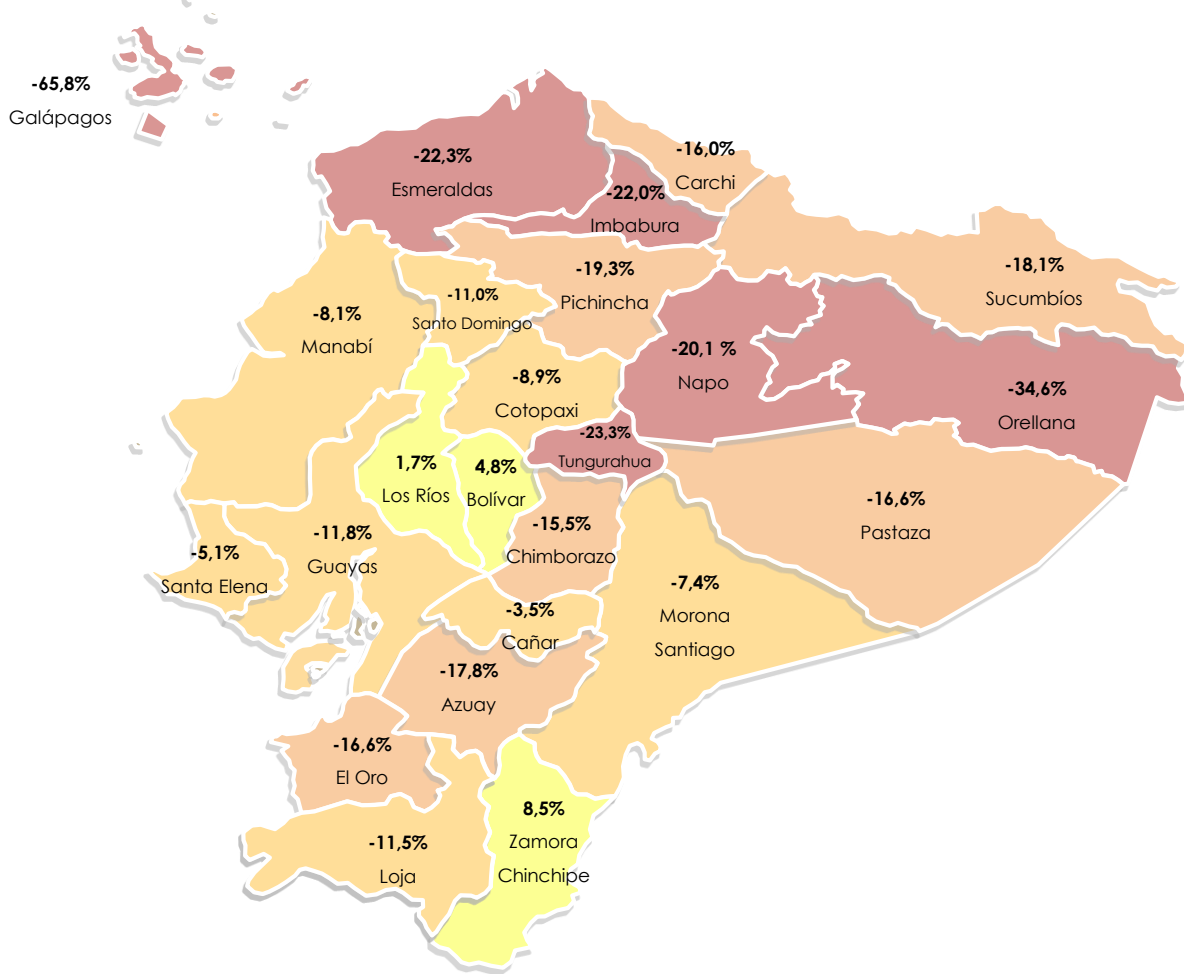 -65,8%
Galápagos
-22,3%
Esmeraldas
-16,0%
Carchi
-22,0%
Imbabura
-19,3%
Pichincha
-18,1%
Sucumbíos
-11,0%
Santo Domingo
-8,1%
Manabí
-20,1 %
Napo
-8,9%
Cotopaxi
-34,6%
Orellana
-23,3%
Tungurahua
1,7%
Los Ríos
4,8%
Bolívar
-16,6%
Pastaza
-15,5%
Chimborazo
-11,8%
Guayas
-5,1%
Santa Elena
-7,4%
Morona
Santiago
-3,5%
Cañar
-17,8%
Azuay
-16,6%
El Oro
8,5%
Zamora
Chinchipe
-11,5%
Loja